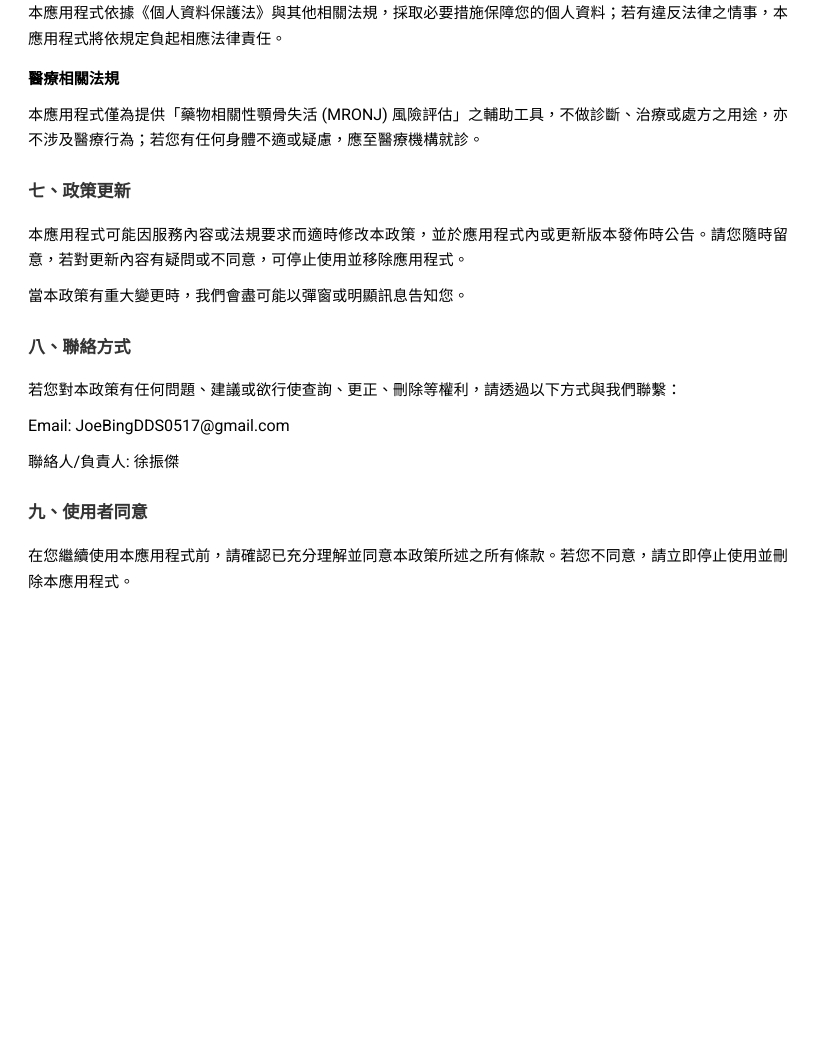 本應用程式依據《個人資料保護法》與其他相關法規，採取必要措施保障您的個人資料；若有違反法律之情事，本
應用程式將依規定負起相應法律責任。
醫療相關法規
本應用程式僅為提供「藥物相關性顎骨失活 (MRONJ) 風險評估」之輔助工具，不做診斷、治療或處方之用途，亦
不涉及醫療行為；若您有任何身體不適或疑慮，應至醫療機構就診。
七、政策更新
本應用程式可能因服務內容或法規要求而適時修改本政策，並於應用程式內或更新版本發佈時公告。請您隨時留
意，若對更新內容有疑問或不同意，可停止使用並移除應用程式。
當本政策有重大變更時，我們會盡可能以彈窗或明顯訊息告知您。
八、聯絡方式
若您對本政策有任何問題、建議或欲行使查詢、更正、刪除等權利，請透過以下方式與我們聯繫：
Email: JoeBingDDS0517@gmail.com
聯絡人/負責人: 徐振傑
九、使用者同意
在您繼續使用本應用程式前，請確認已充分理解並同意本政策所述之所有條款。若您不同意，請立即停止使用並刪
除本應用程式。